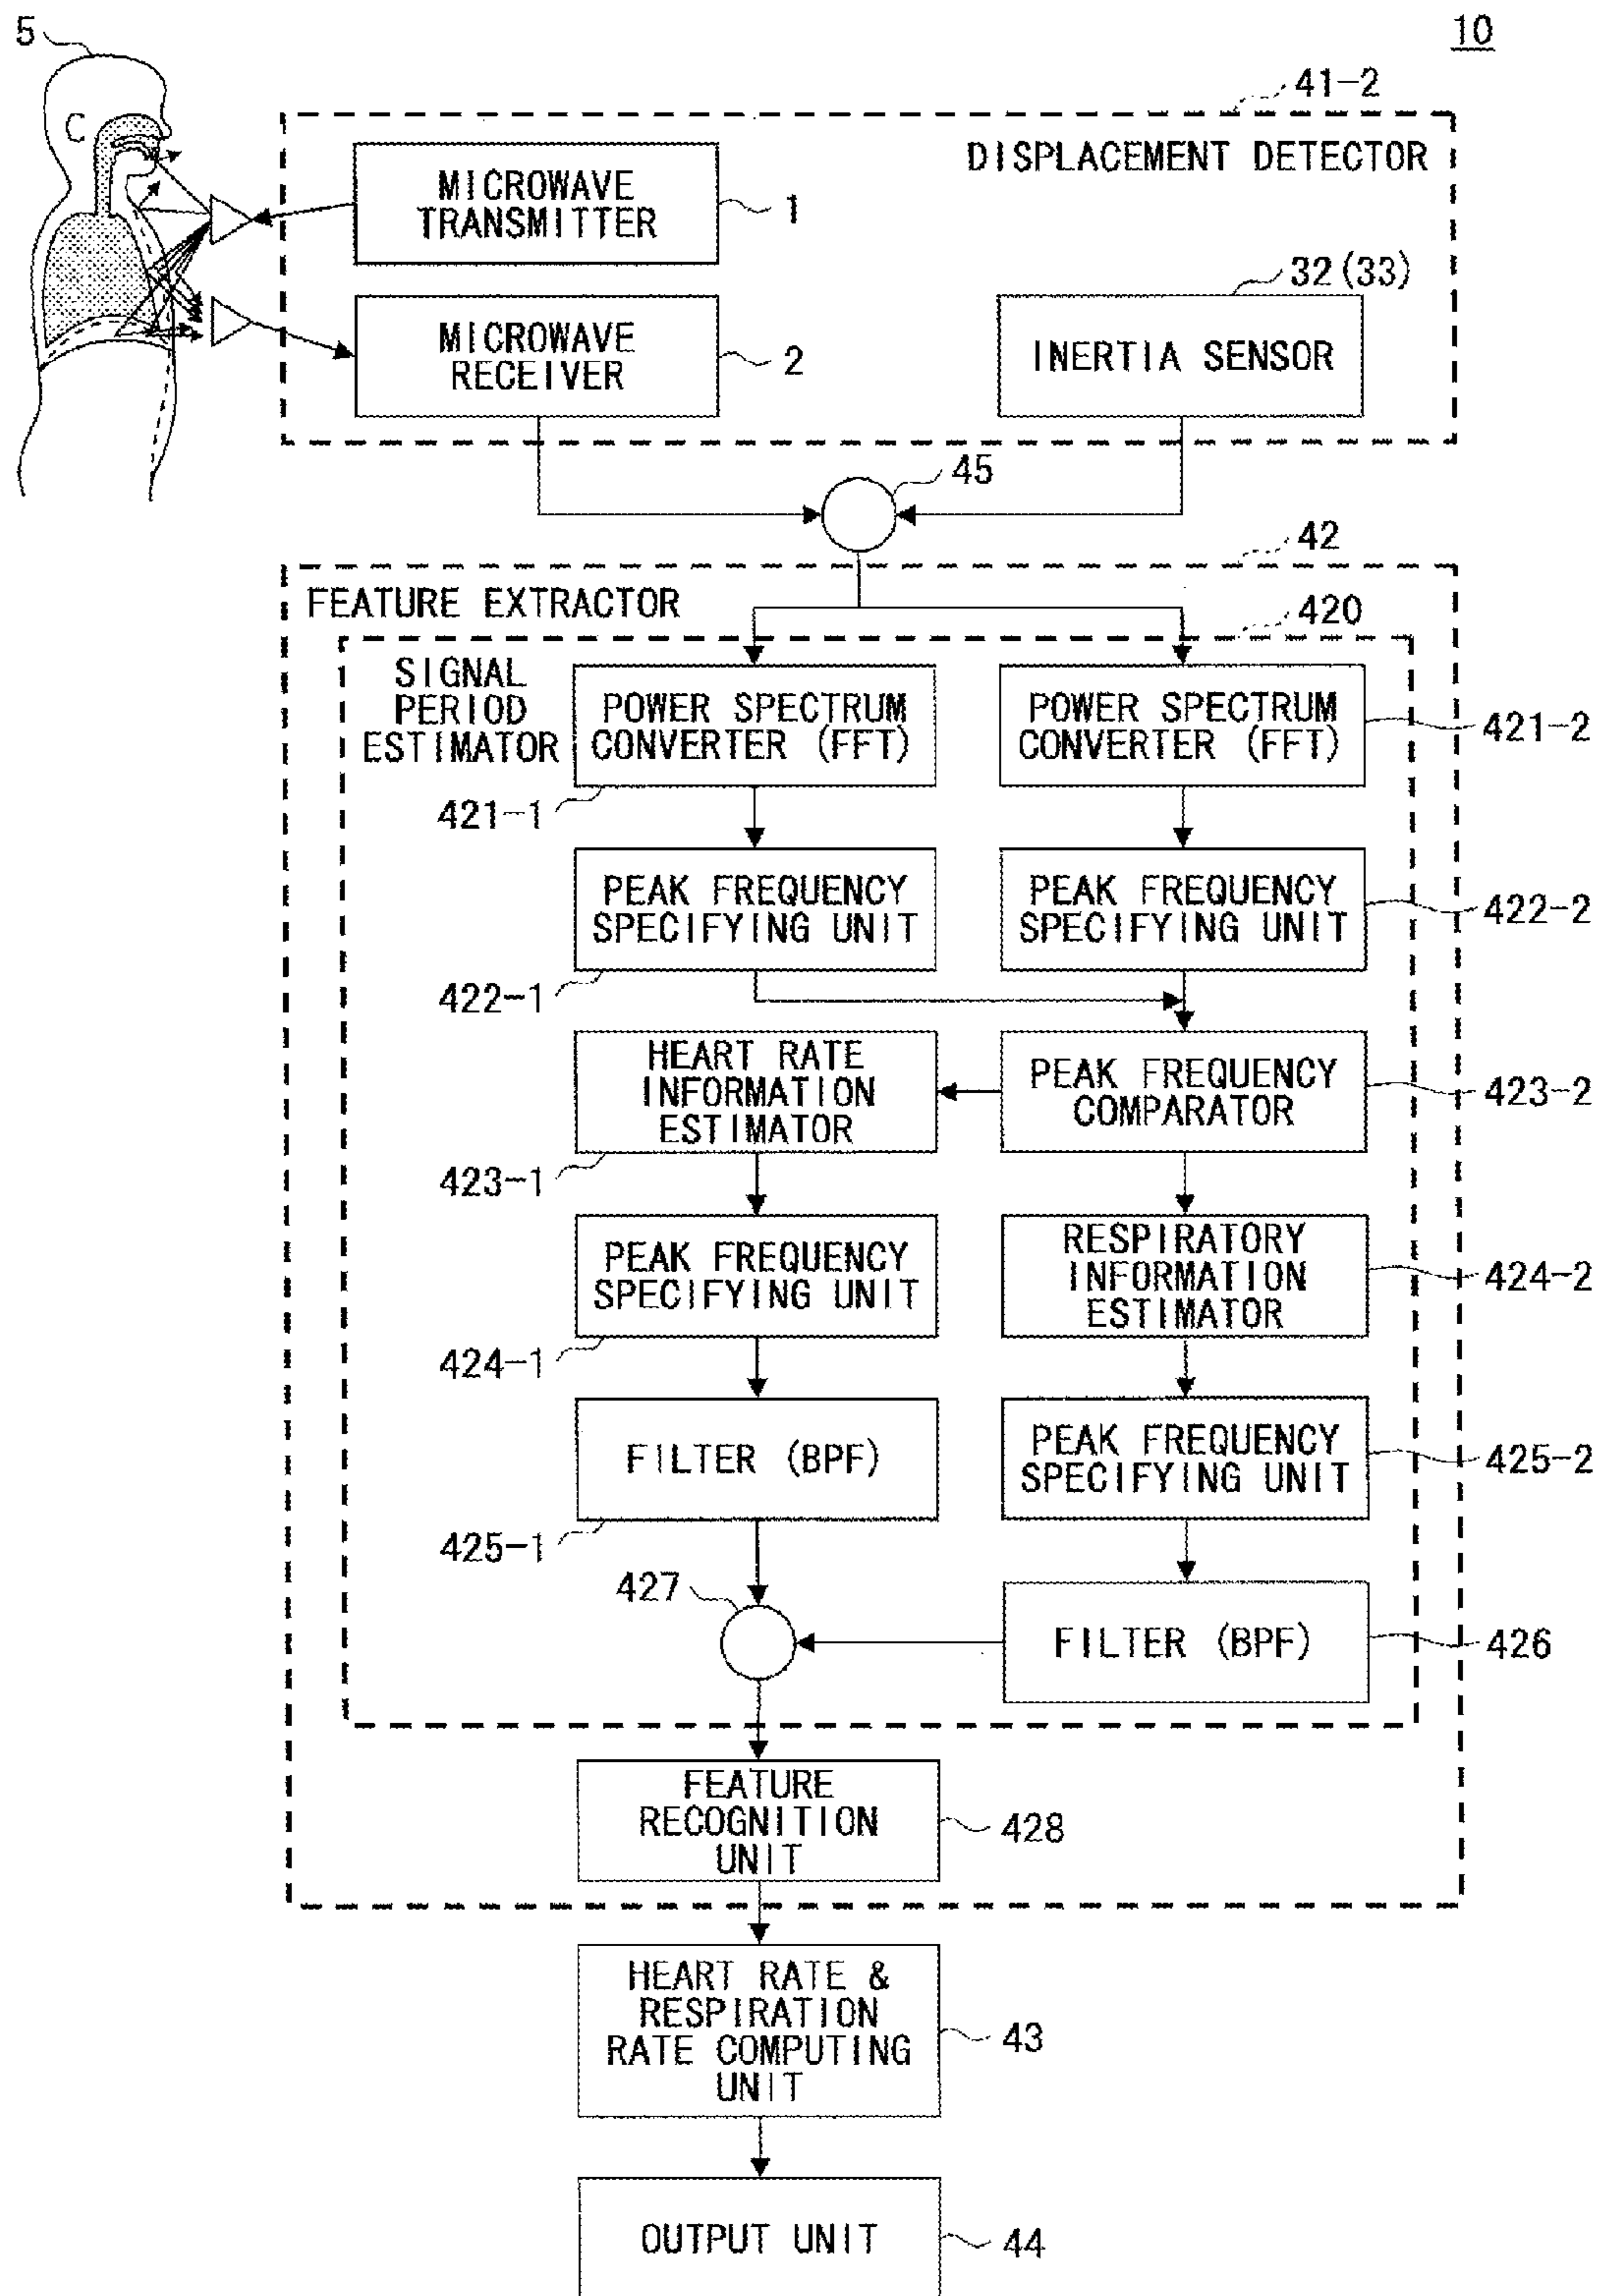 10
5
C
41-2
DISPLACEMENT DETECTOR
MICROWAVE
TRANSMITTER
1
32(33)
MICROWAVE
RECEIVER
2
INERTIA SENSOR
45
42
FEATURE EXTRACTOR
420
SIGNAL
PERIOD
ESTIMATOR
POWER SPECTRUM
CONVERTER (FFT)
421-1
POWER SPECTRUM
CONVERTER (FFT)
421-2
PEAK FREQUENCY
SPECIFYING UNIT
422-1
PEAK FREQUENCY
SPECIFYING UNIT
422-2
HEART RATE
INFORMATION
ESTIMATOR
423-1
PEAK FREQUENCY
COMPARATOR
423-2
PEAK FREQUENCY
SPECIFYING UNIT
424-1
RESPIRATORY
INFORMATION
ESTIMATOR
424-2
FILTER (BPF)
425-1
PEAK FREQUENCY
SPECIFYING UNIT
425-2
427
FILTER (BPF)
426
FEATURE
RECOGNITION
UNIT
428
HEART RATE &
RESPIRATION
RATE COMPUTING
UNIT
43
OUTPUT UNIT
44